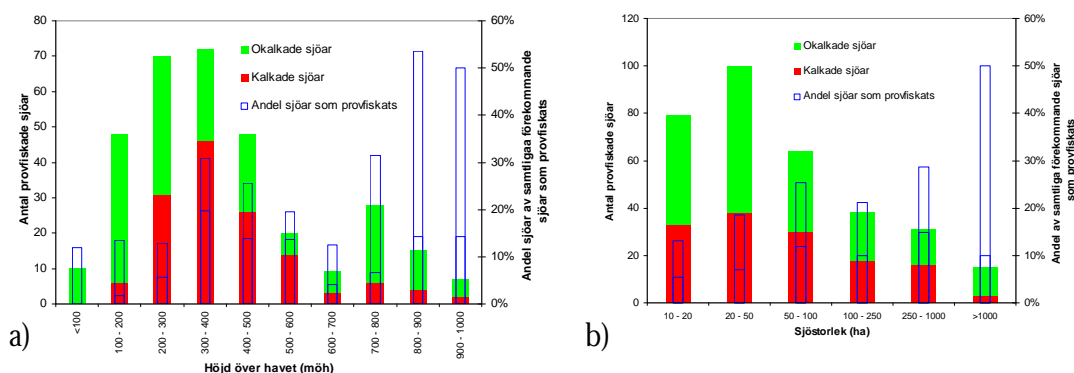 80
70
60
50
40
30
20
10
0
Antal provfiskade sjöar
60%
50%
40%
30%
20%
10%
0%
Andel sjöar av samtligaa förekommande
sjöar som provfiskats
Okalkade sjöar
Kalkade sjöar
Andel sjöar som provfiskats
<100
100 - 200
200 - 300
300 - 400
400 - 500
500 - 600
600 - 700
700 - 800
800 - 900
900 - 1000
Höjd över havet (möh)
a)
120
100
80
60
40
20
0
Antal provfiskade sjöar
60%
50%
40%
30%
20%
10%
0%
Andel av samtliga förekommande sjöar
som provfiskats
Okalkade sjöar
Kalkade sjöar
Andel sjöar som provfiskats
10 - 20
20 - 50
50 - 100
100 - 250
250 - 1000
>1000
Sjöstorlek (ha)
b)